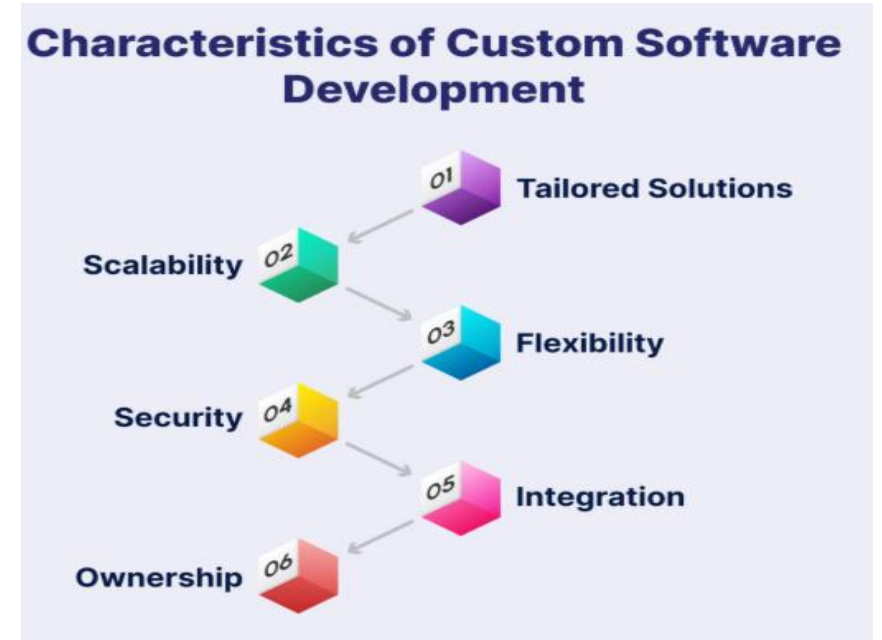 Characteristics of Custom Software
Development
01
Tailored Solutions
Scalability
02
03
Flexibility
Security
04
05
Integration
Ownership
06